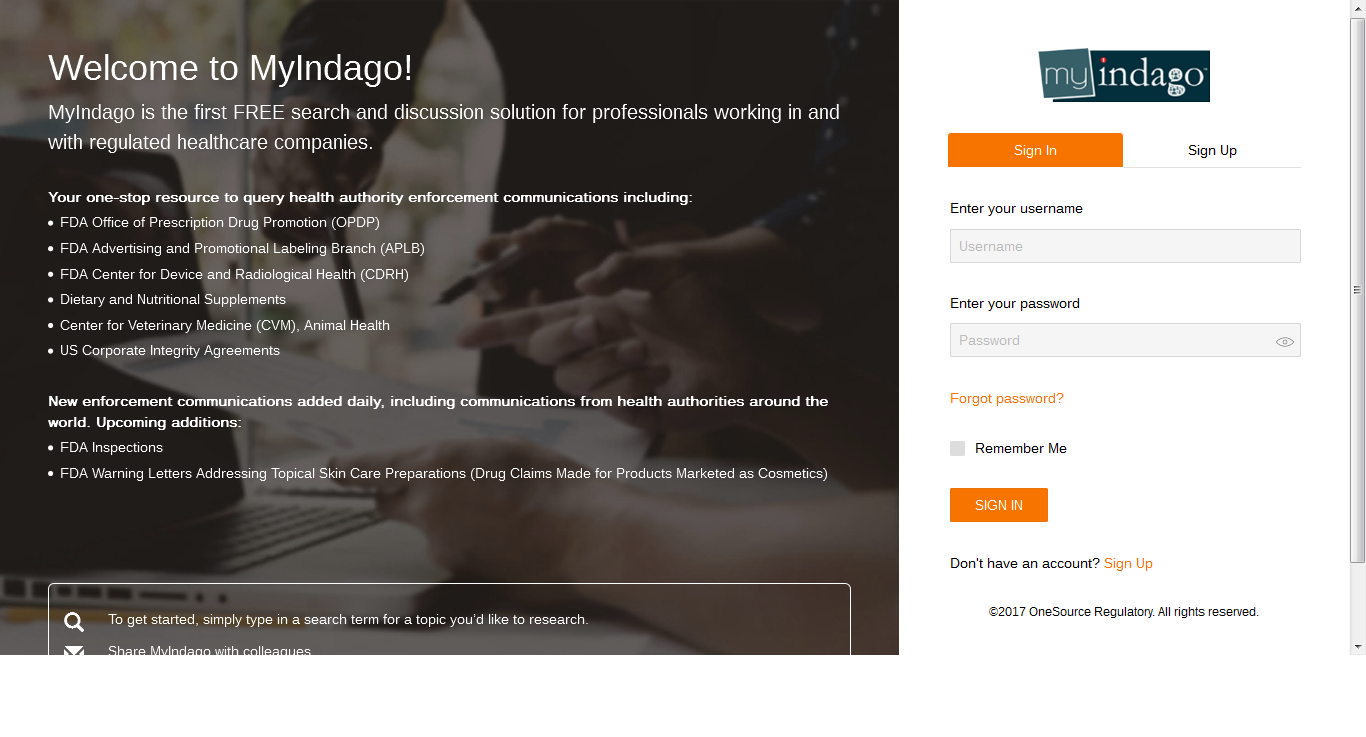 Welcome to MyIndago!
MyIndago is the first FREE search and discussion solution for professionals working in and
with regulated healthcare companies.
Your one-stop resource to query health authority enforcement communications including:
FDA Office of Prescription Drug Promotion (OPDP)
FDA Advertising and Promotional Labeling Branch (APLB)
FDA Center for Device and Radiological Health (CDRH)
Dietary and Nutritional Supplements
Center for Veterinary Medicine (CVM), Animal Health
US Corporate Integrity Agreements
New enforcement communications added daily, including communications from health authorities around the
world. Upcoming additions:
FDA Inspections
FDA Warning Letters Addressing Topical Skin Care Preparations (Drug Claims Made for Products Marketed as Cosmetics)
To get started, simply type in a search term for a topic you’d like to research.
Share MyIndago with colleagues
my indago
Sign In
Sign Up
Enter your username
Username
Enter your password
Password
Forgot password?
Remember Me
SIGN IN
Don't have an account? Sign Up
©2017 OneSource Regulatory. All rights reserved.